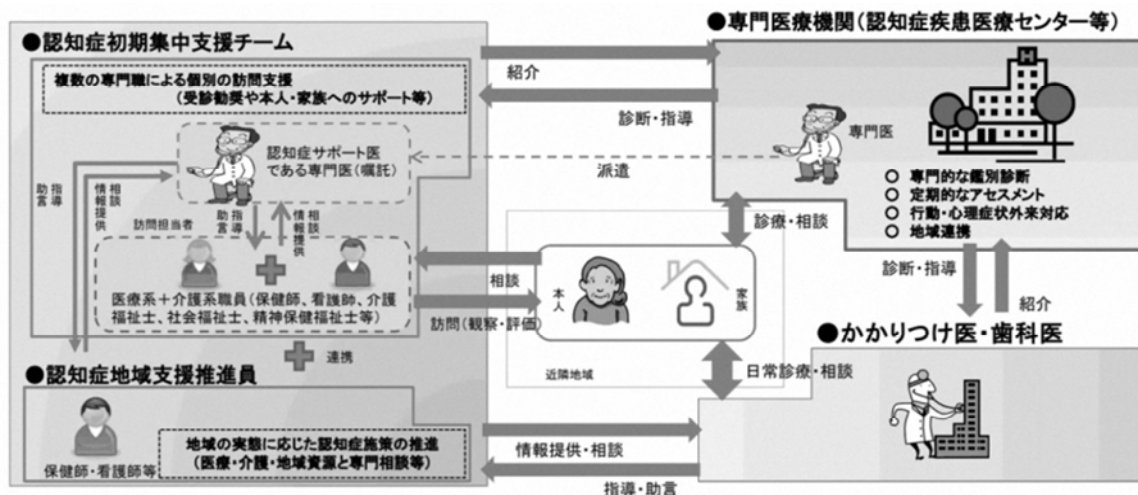 ●認知症初期集中支援チーム
複数の専門職による個別の訪問支援
(受診勧奨や本人・家族へのサポート等)
認知症サポート医
である専門医(嘱託)
指導
助言
相談
情報提供
訪問担当者
指導
助言
相談
情報提供
医療系+介護系職員(保健師、看護師、介護
福祉士、社会福祉士、精神保健福祉士等)
連携
●認知症地域支援推進員
保健師・看護師等
地域の実態に応じた認知症施策の推進
(医療・介護・地域資源と専門相談等)
紹介
診断・指導
派遣
相談
訪問(観察・評価)
本人
家族
近隣地域
診療・相談
日常診療・相談
情報提供・相談
指導・助言
●専門医療機関(認知症疾患医療センター等)
H
専門医
○ 専門的な鑑別診断
○ 定期的なアセスメント
○ 行動・心理症状外来対応
○ 地域連携
診断・指導
紹介
●かかりつけ医・歯科医